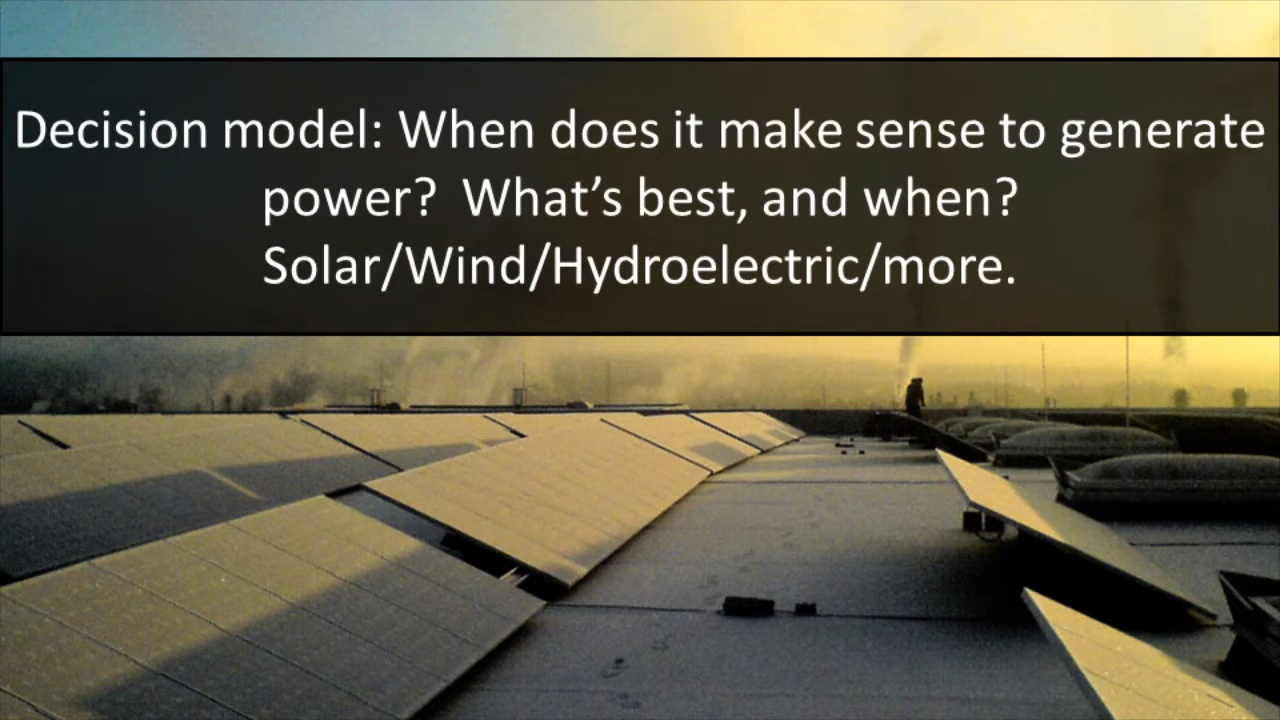 Decision model: When does it make sense to generate
power?  What’s best, and when?
Solar/Wind/Hydroelectric/more.